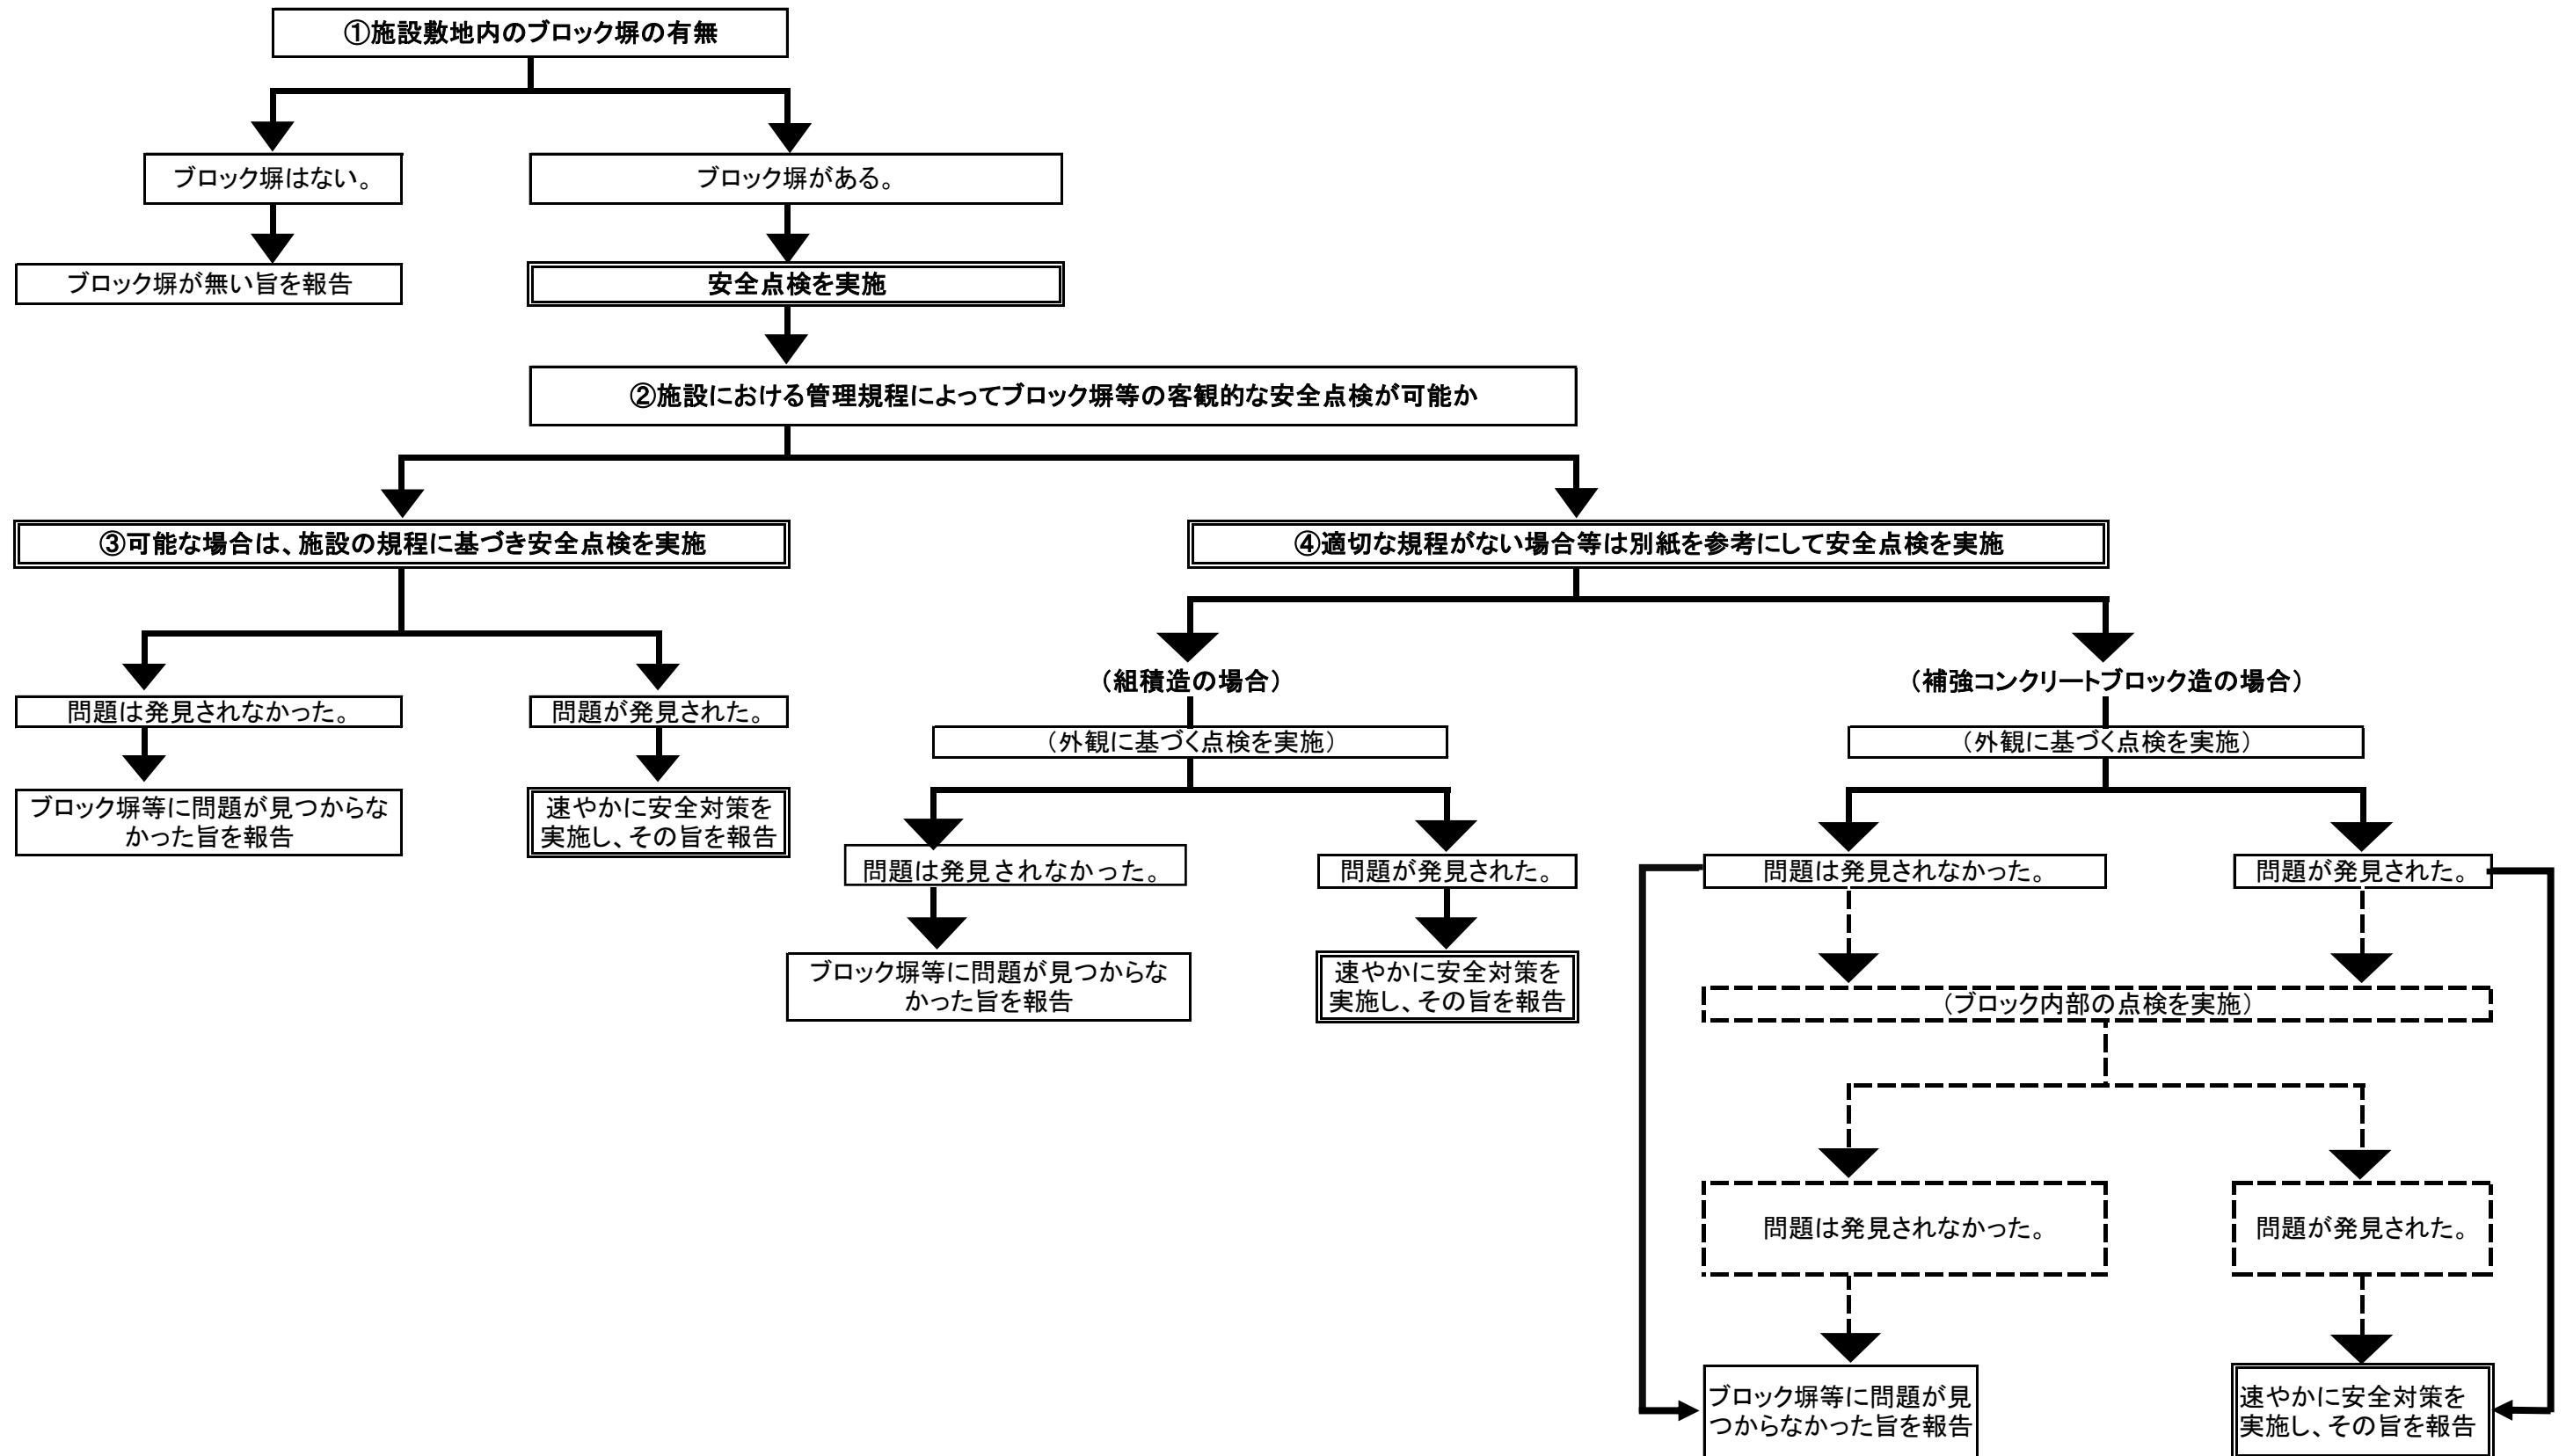 ①施設敷地内のブロック塀の有無
ブロック塀はない。
ブロック塀がある。
ブロック塀が無い旨を報告
安全点検を実施
②施設における管理規程によってブロック塀等の客観的な安全点検が可能か
③可能な場合は、施設の規程に基づき安全点検を実施
④適切な規程がない場合等は別紙を参考にして安全点検を実施
問題は発見されなかった。
問題が発見された。
ブロック塀等に問題が見つからな
かった旨を報告
速やかに安全対策を
実施し、その旨を報告
（組積造の場合）
（外観に基づく点検を実施）
問題は発見されなかった。
問題が発見された。
ブロック塀等に問題が見つからな
かった旨を報告
速やかに安全対策を
実施し、その旨を報告
（補強コンクリートブロック造の場合）
（外観に基づく点検を実施）
問題は発見されなかった。
問題が発見された。
（ブロック内部の点検を実施）
問題は発見されなかった。
問題が発見された。
ブロック塀等に問題が見
つからなかった旨を報告
速やかに安全対策を
実施し、その旨を報告